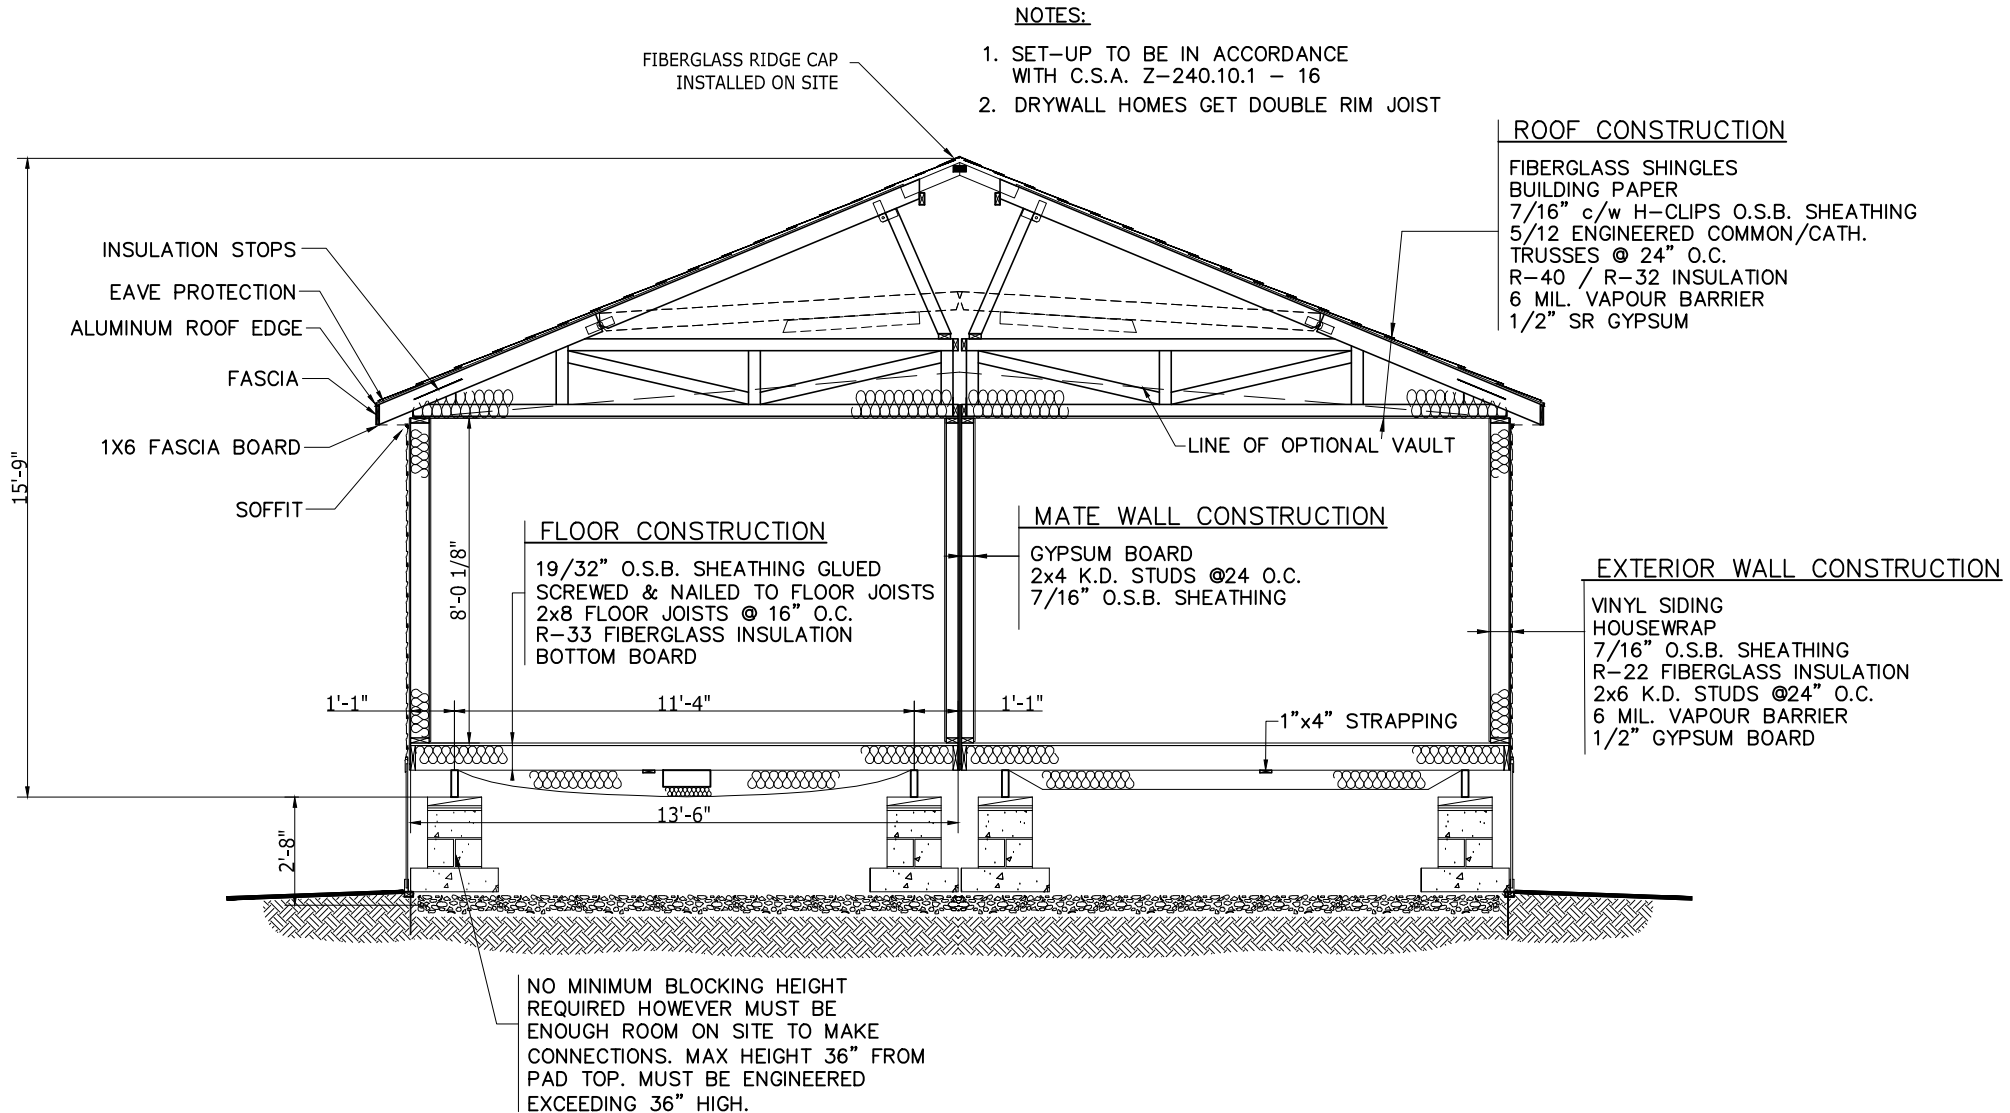 NOTES:
1. SET-UP TO BE IN ACCORDANCE
WITH C.S.A. Z-240.10.1 - 16
2. DRYWALL HOMES GET DOUBLE RIM JOIST
FIBERGLASS RIDGE CAP
INSTALLED ON SITE
ROOF CONSTRUCTION
FIBERGLASS SHINGLES
BUILDING PAPER
7/16" c/w H-CLIPS O.S.B. SHEATHING
5/12 ENGINEERED COMMON/CATH.
TRUSSES @ 24" O.C.
R-40 / R-32 INSULATION
6 MIL. VAPOUR BARRIER
1/2" SR GYPSUM
INSULATION STOPS
EAVE PROTECTION
ALUMINUM ROOF EDGE
FASCIA
1X6 FASCIA BOARD
SOFFIT
15'-9"
LINE OF OPTIONAL VAULT
8'-0 1/8"
FLOOR CONSTRUCTION
19/32" O.S.B. SHEATHING GLUED
SCREWED & NAILED TO FLOOR JOISTS
2x8 FLOOR JOISTS @ 16" O.C.
R-33 FIBERGLASS INSULATION
BOTTOM BOARD
MATE WALL CONSTRUCTION
GYPSUM BOARD
2x4 K.D. STUDS @24 O.C.
7/16" O.S.B. SHEATHING
EXTERIOR WALL CONSTRUCTION
VINYL SIDING
HOUSEWRAP
7/16" O.S.B. SHEATHING
R-22 FIBERGLASS INSULATION
2x6 K.D. STUDS @24" O.C.
6 MIL. VAPOUR BARRIER
1/2" GYPSUM BOARD
1'-1"
11'-4"
1'-1"
1"x4" STRAPPING
13'-6"
2'-8"
NO MINIMUM BLOCKING HEIGHT
REQUIRED HOWEVER MUST BE
ENOUGH ROOM ON SITE TO MAKE
CONNECTIONS. MAX HEIGHT 36" FROM
PAD TOP. MUST BE ENGINEERED
EXCEEDING 36" HIGH.